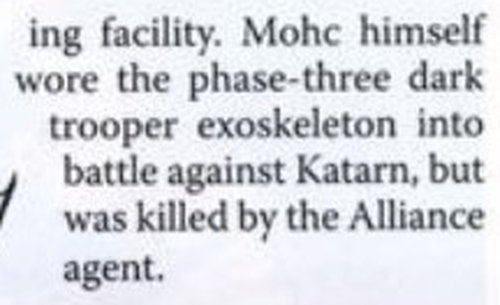 ing facility. Mohc himself
wore the phase-three dark
trooper exoskeleton into
battle against Katarn, but
was killed by the Alliance
agent.